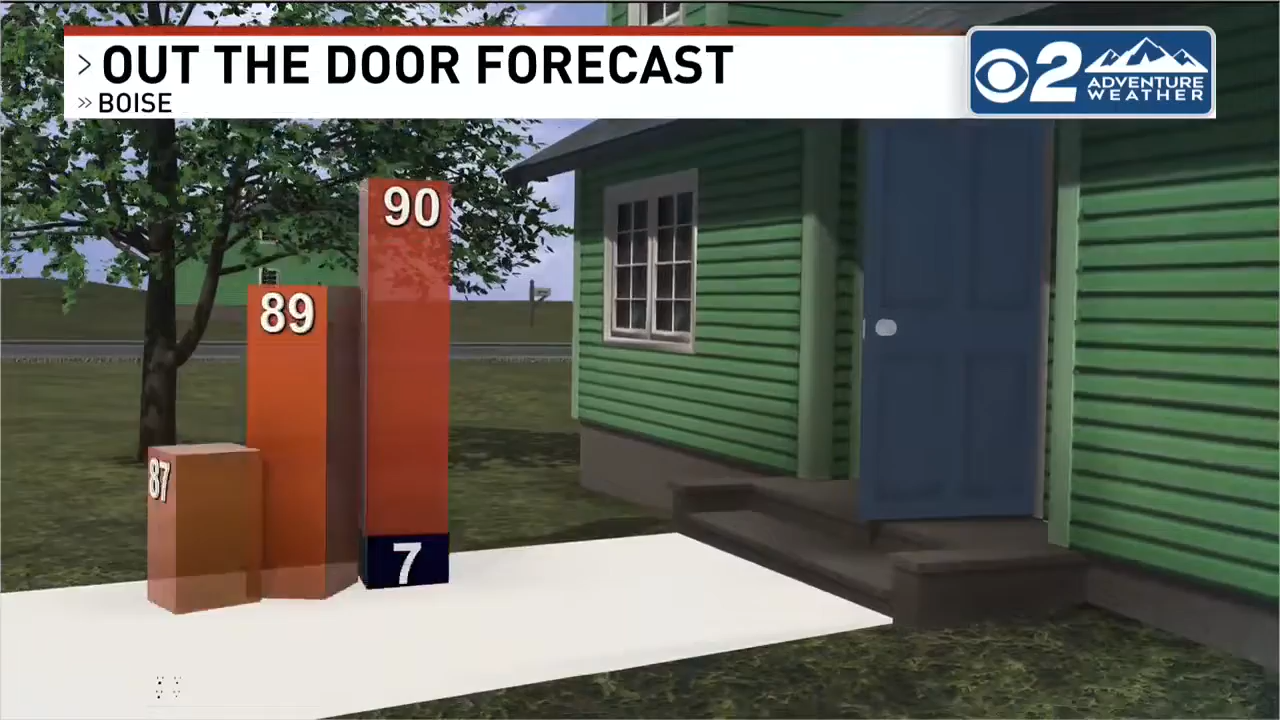 > OUT THE DOOR FORECAST
» BOISE
2 ADVENTURE
WEATHER
90
89
87
7